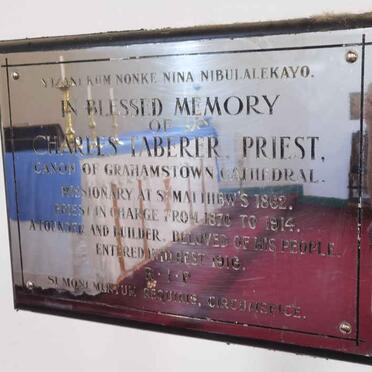 YIZANI KUM NONKE NINA NIBULALEKAYO.
IN BLESSED MEMORY
OF
CHARLES TABERER, PRIEST,
CANON OF GRAHAMSTOWN CATHEDRAL.
MISSIONARY AT St MATTHEW'S 1862.
PRIEST IN CHARGE FROM 1870 TO 1914.
A FOUNDER AND BUILDER, BELOVED OF HIS PEOPLE.
ENTERED INTO REST 1916.
R·I·P
SI MONUMENTUM REQUIRIS, CIRCUMSPICE.